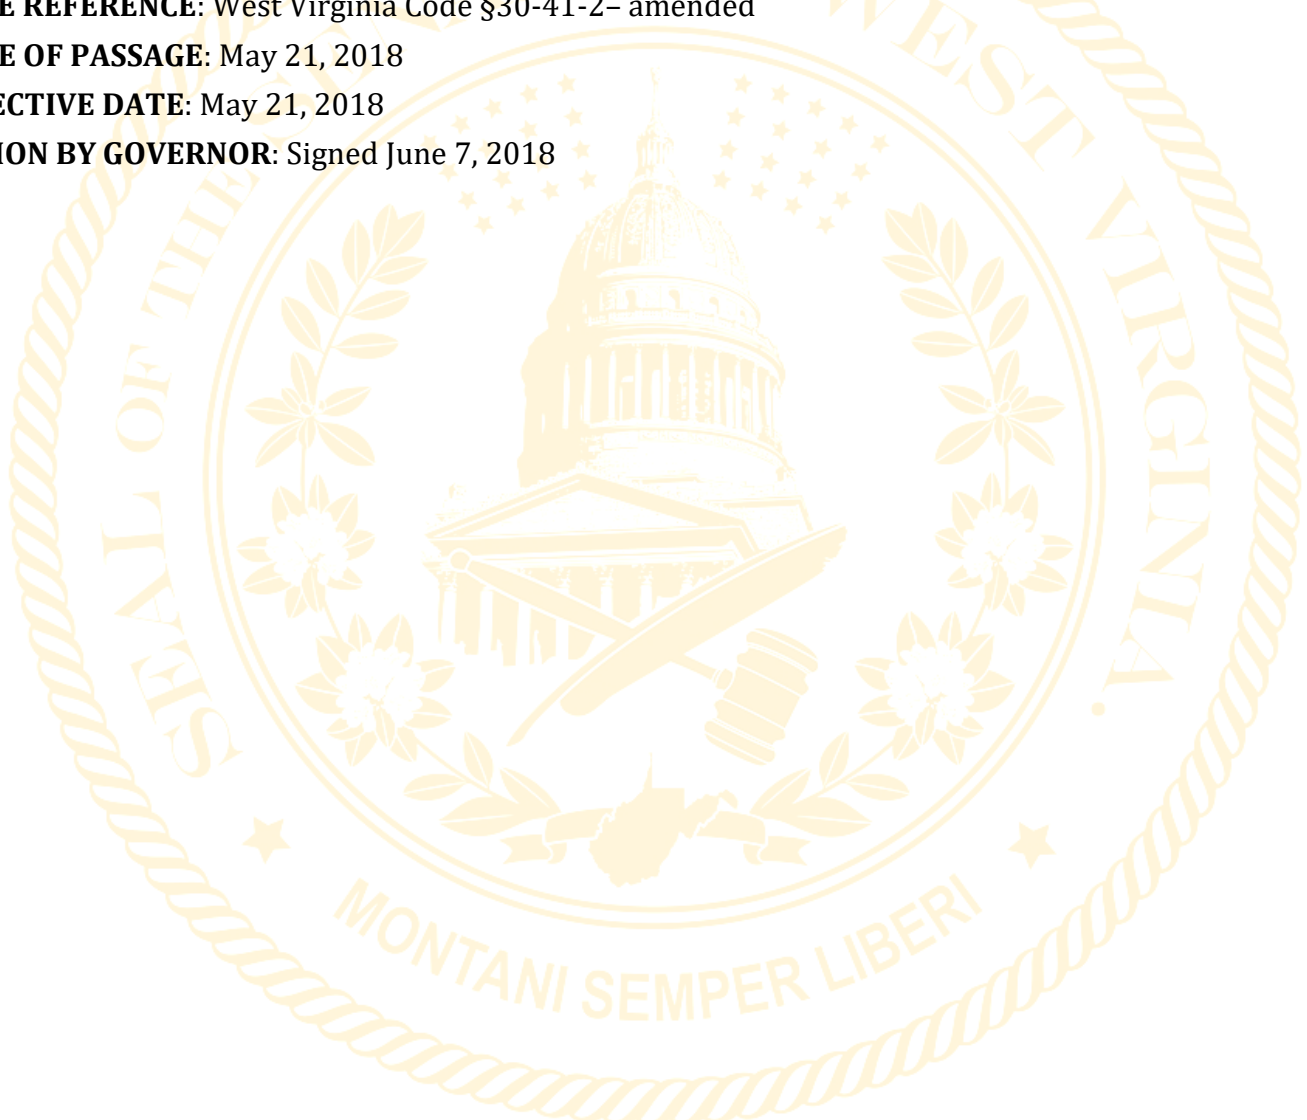 E REFERENCE: West Virginia Code §30-41-2– amended
E OF PASSAGE: May 21, 2018
ECTIVE DATE: May 21, 2018
ION BY GOVERNOR: Signed June 7, 2018
SEAL OF THE SEN WEST VIRGINIA.
MONTANI SEMPER LIBERI